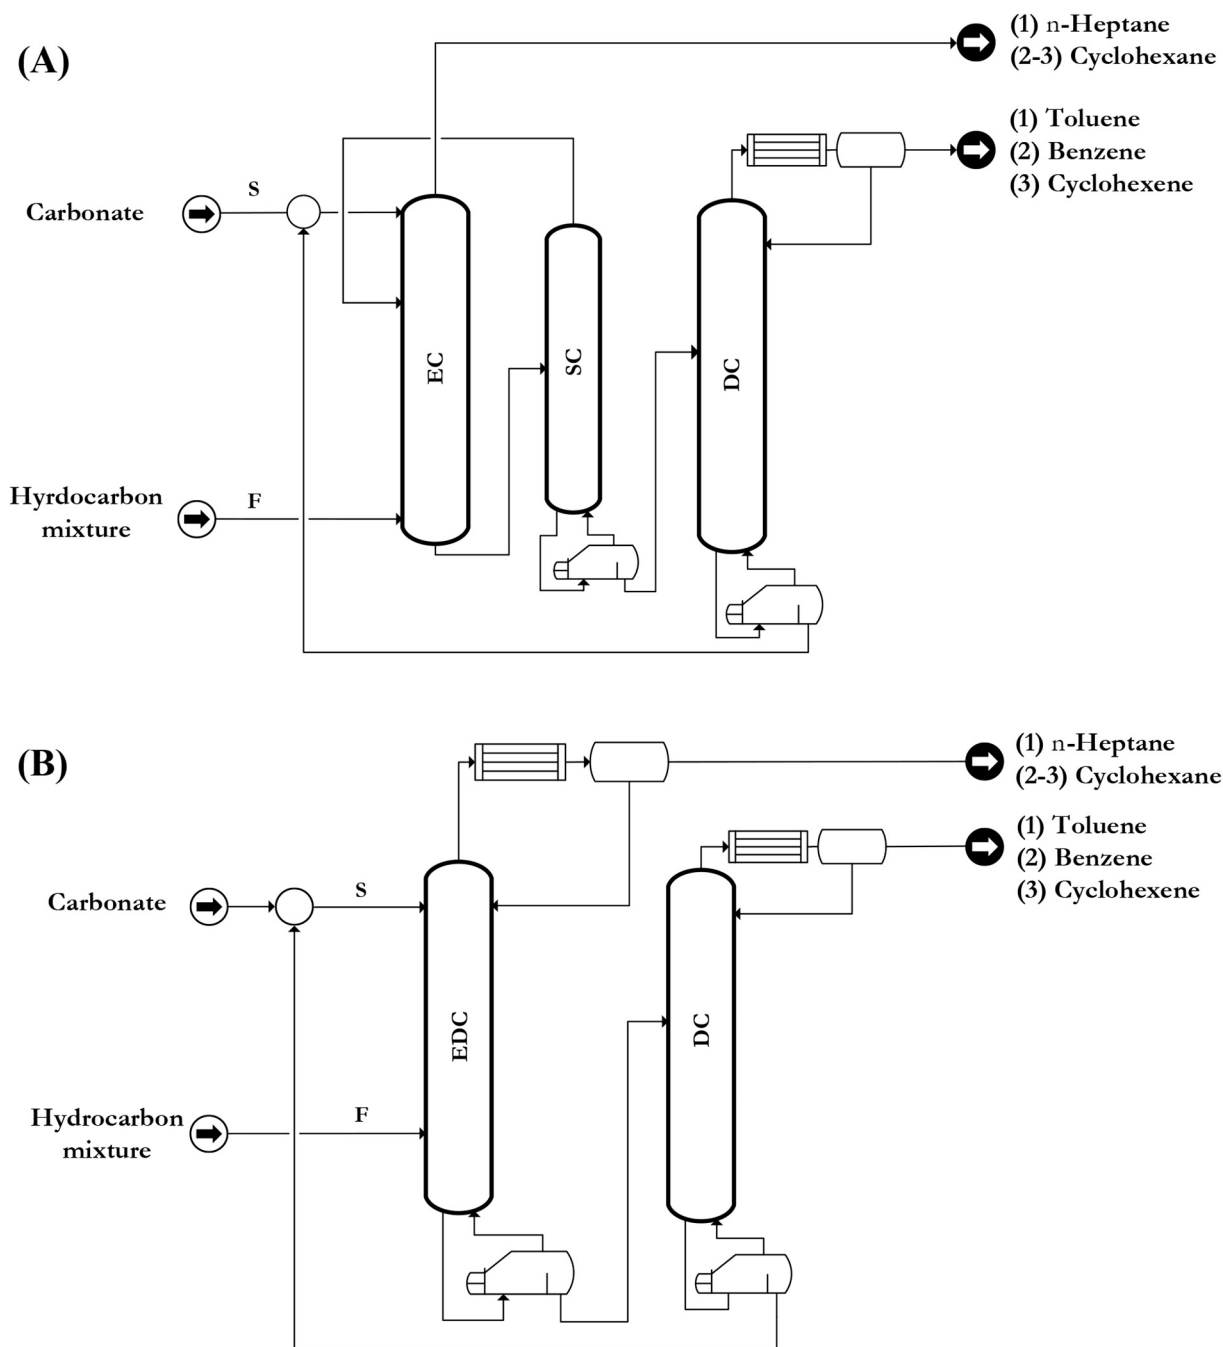 (A)
(1) n-Heptane
(2-3) Cyclohexane
(1) Toluene
(2) Benzene
(3) Cyclohexene
Carbonate
S
EC
SC
DC
Hyrdocarbon
mixture
F
(B)
(1) n-Heptane
(2-3) Cyclohexane
(1) Toluene
(2) Benzene
(3) Cyclohexene
Carbonate
S
EDC
DC
Hydrocarbon
mixture
F